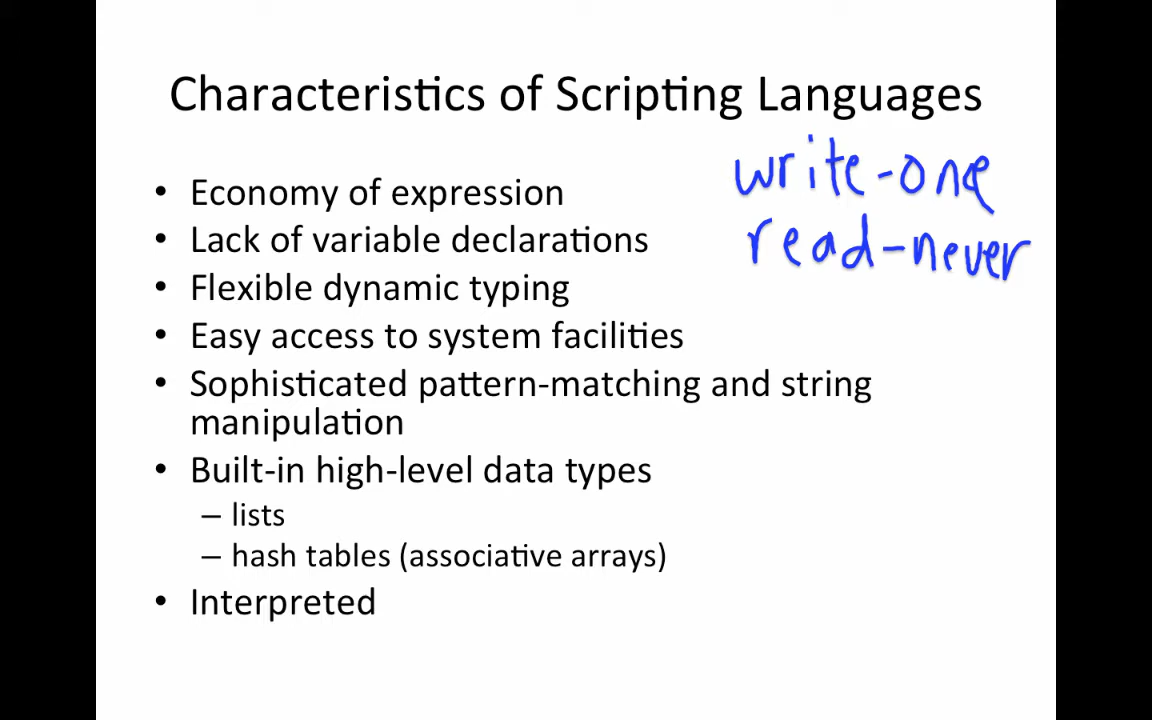 Characteristics of Scripting Languages
write-one
read-never
• Economy of expression
• Lack of variable declarations
• Flexible dynamic typing
• Easy access to system facilities
• Sophisticated pattern-matching and string
manipulation
• Built-in high-level data types
– lists
– hash tables (associative arrays)
• Interpreted